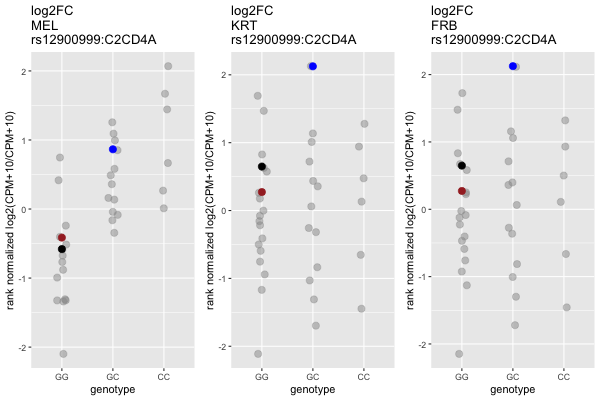 log2FC
MEL
rs12900999:C2CD4A
rank normalized log2(CPM+10/CPM+10)
2
1
0
-1
-2
GG GC CC
genotype
log2FC
KRT
rs12900999:C2CD4A
rank normalized log2(CPM+10/CPM+10)
2
1
0
-1
-2
GG GC CC
genotype
log2FC
FRB
rs12900999:C2CD4A
rank normalized log2(CPM+10/CPM+10)
2
1
0
-1
-2
GG GC CC
genotype